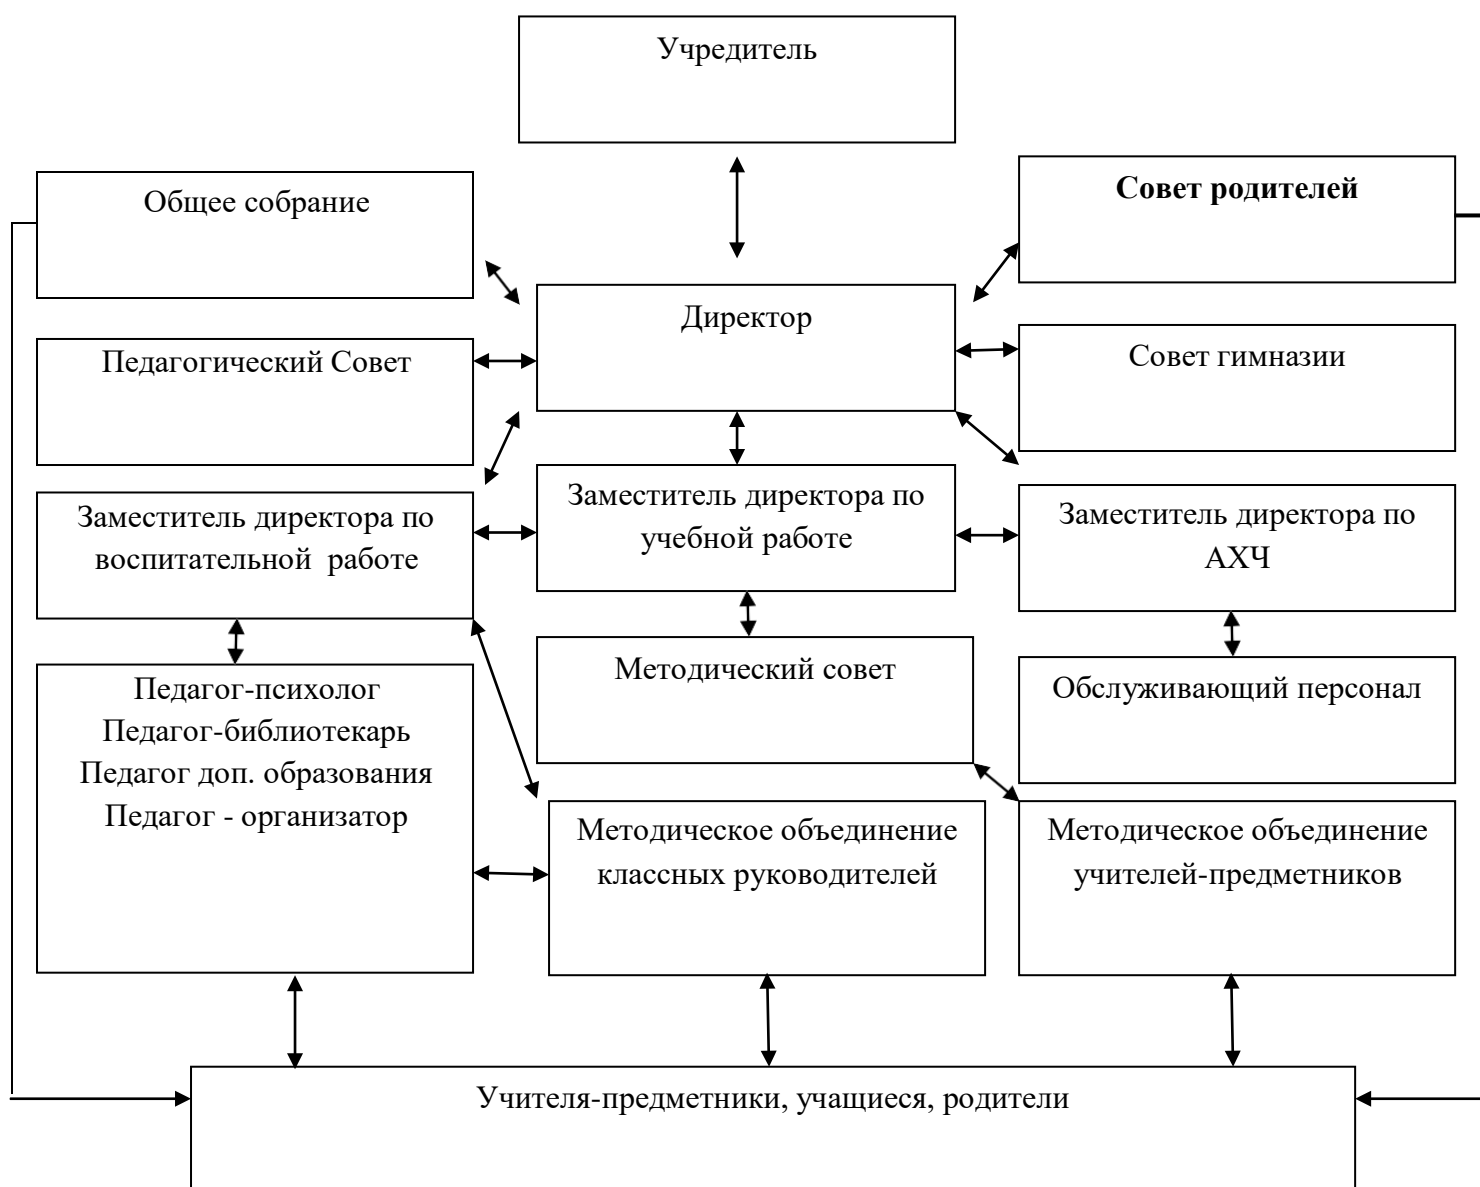 Учредитель
Общее собрание
Совет родителей
Директор
Педагогический Совет
Совет гимназии
Заместитель директора по
воспитательной  работе
Заместитель директора по
учебной работе
Заместитель директора по
АХЧ
Педагог-психолог
Педагог-библиотекарь
Педагог доп. образования
Педагог - организатор
Методический совет
Обслуживающий персонал
Методическое объединение
классных руководителей
Методическое объединение
учителей-предметников
Учителя-предметники, учащиеся, родители